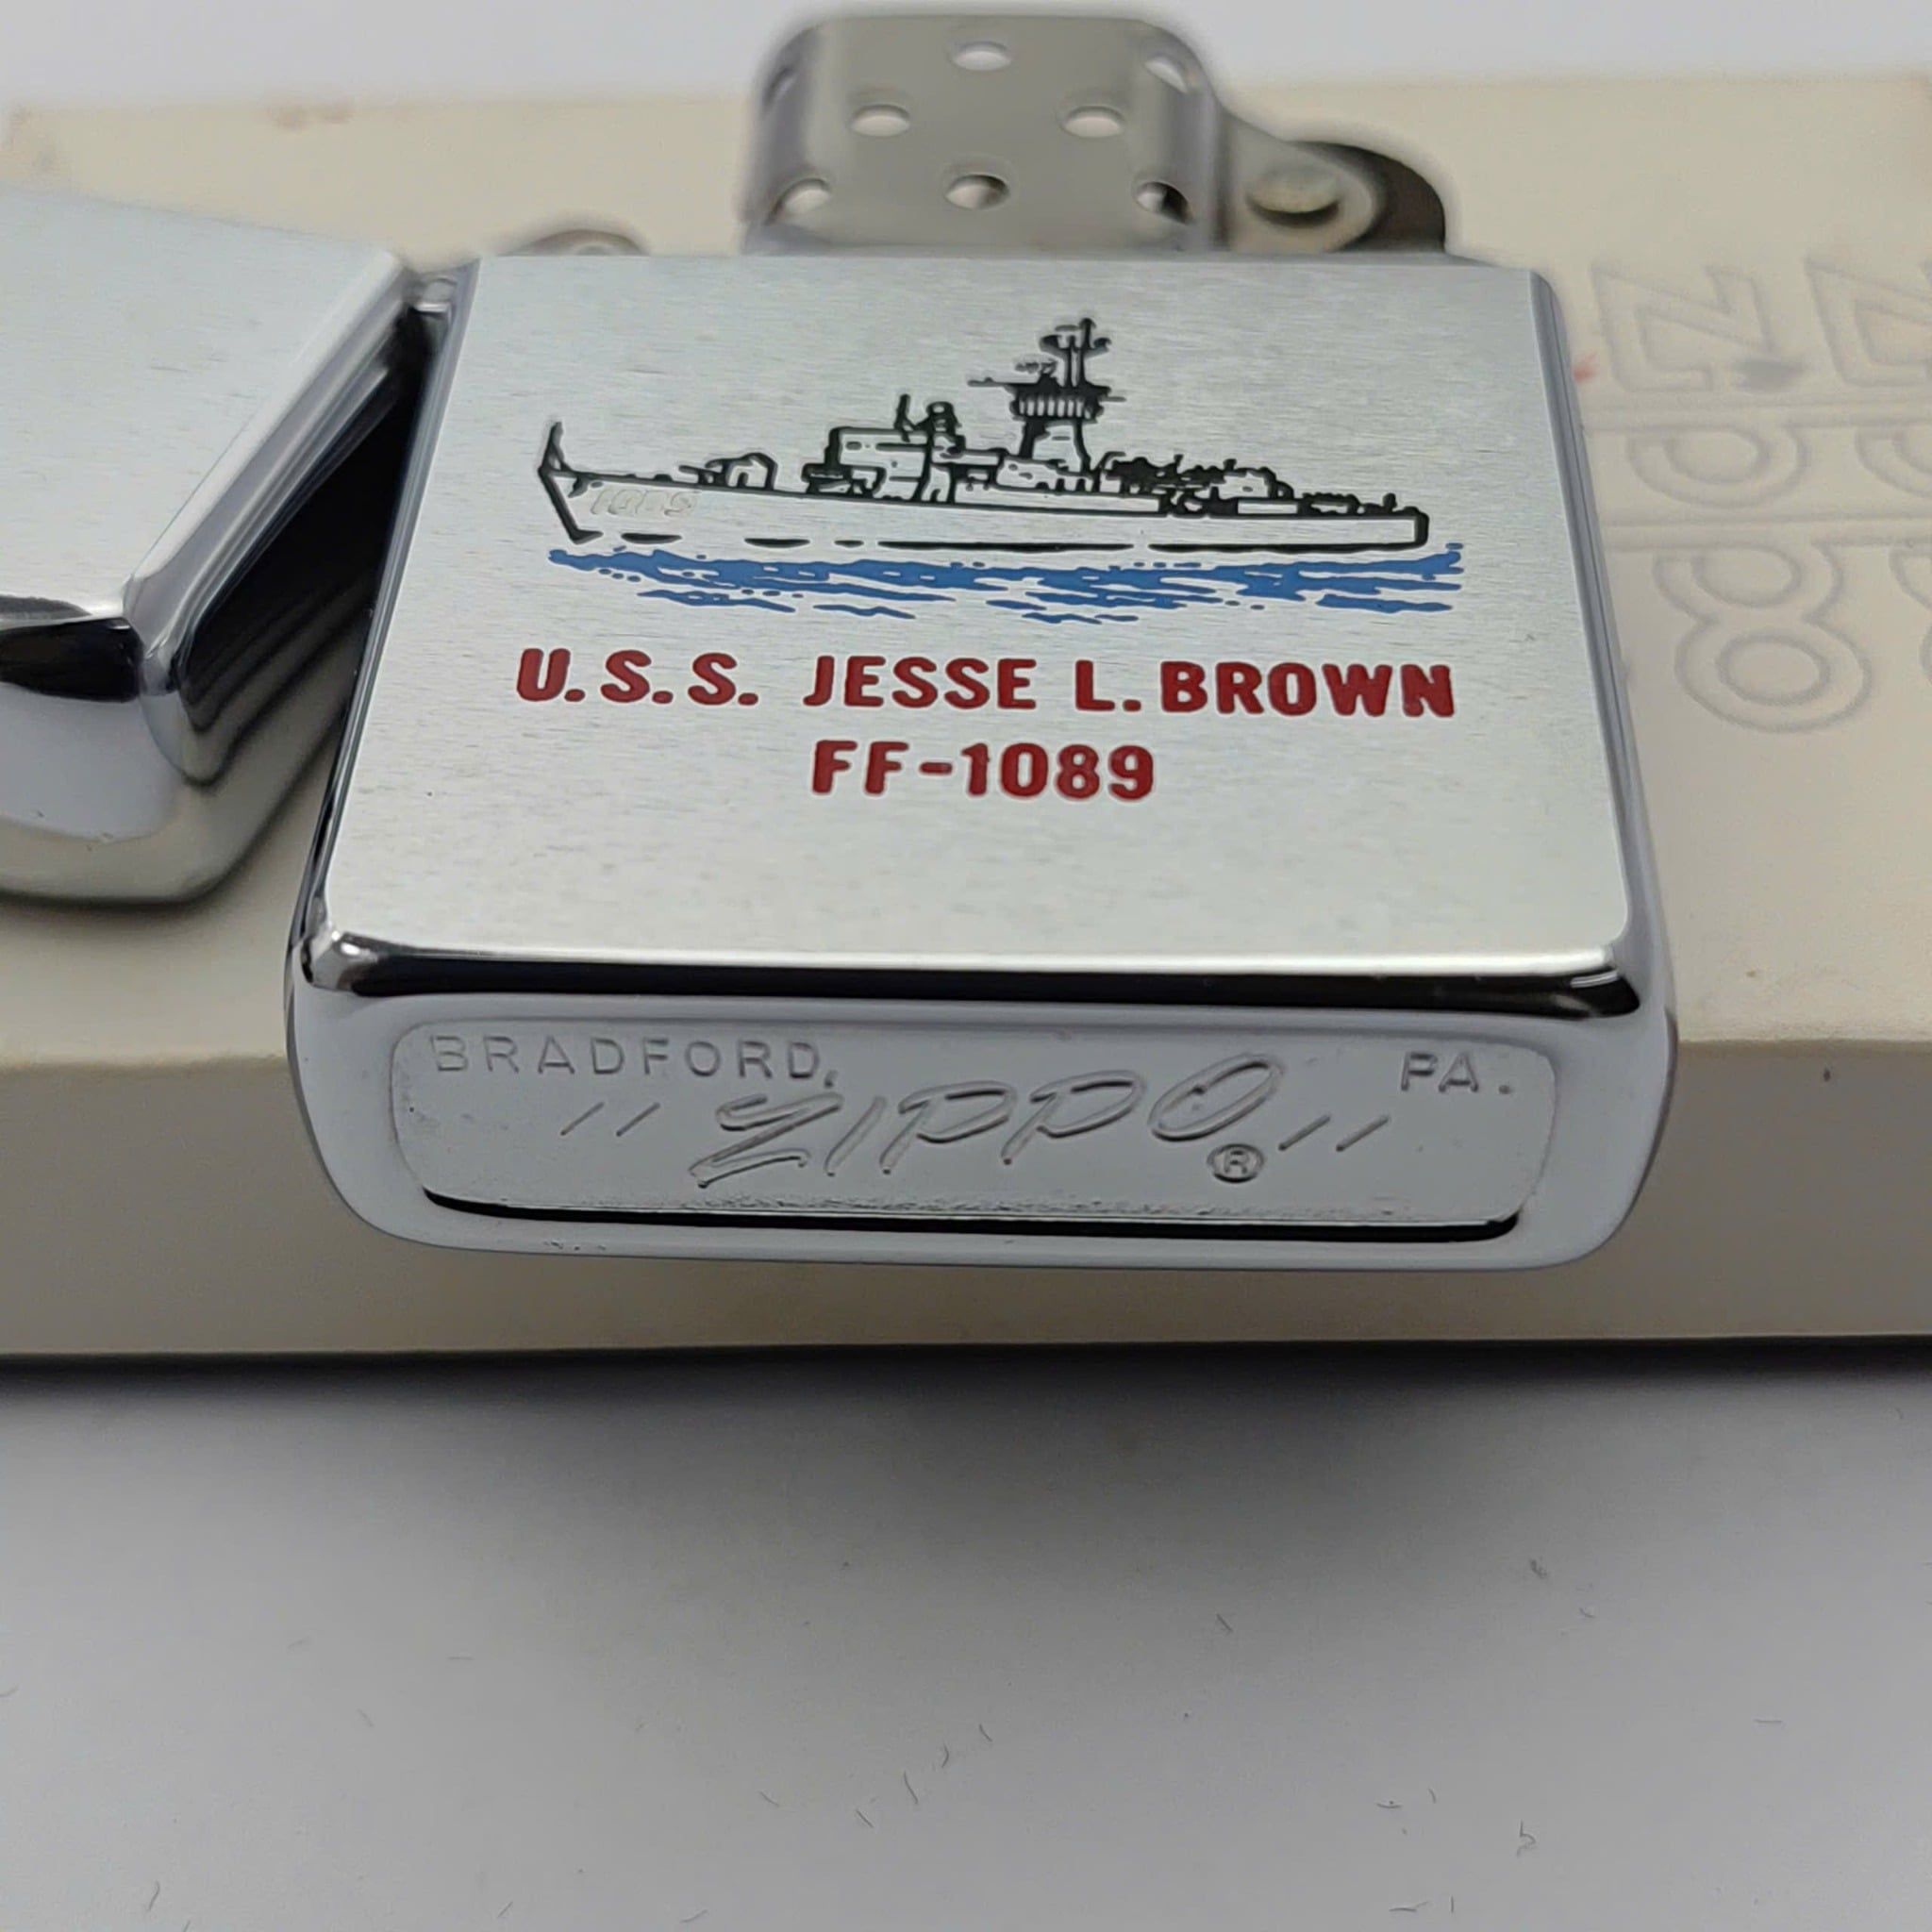 U.S.S. JESSE L. BROWN
FF-1089
BRADFORD, PA.
ZIPPO ®